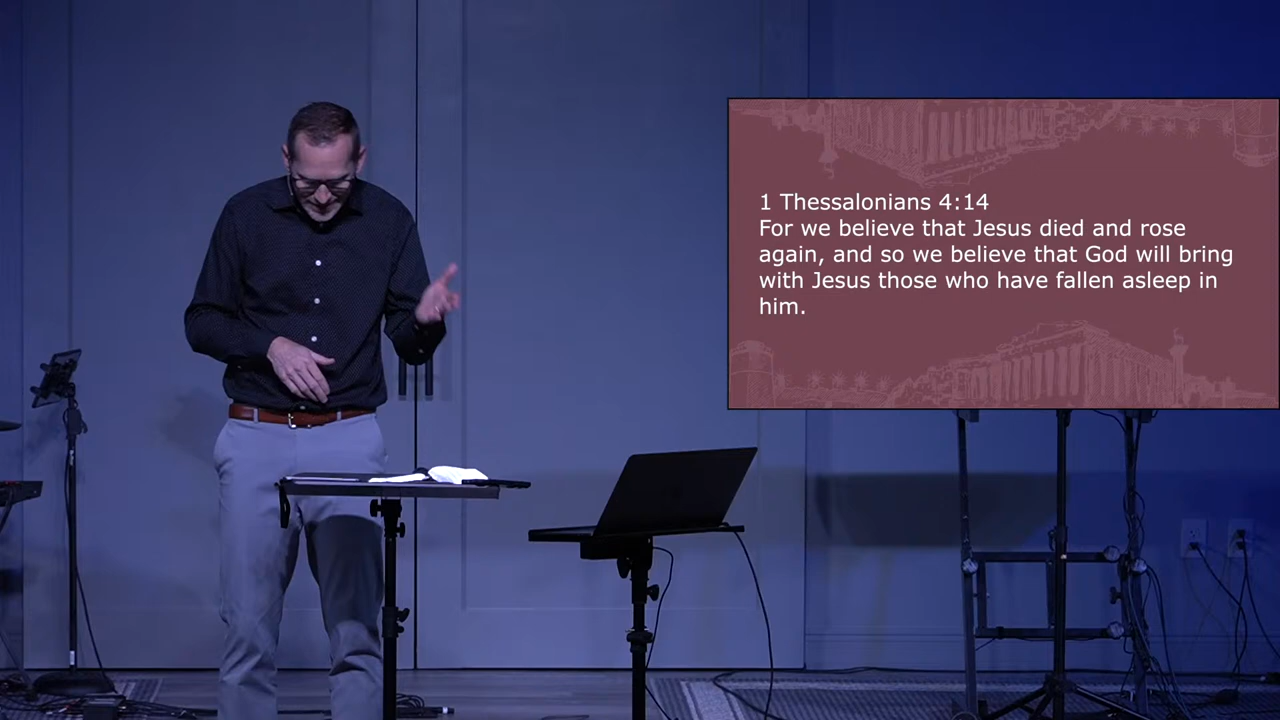 1 Thessalonians 4:14
For we believe that Jesus died and rose
again, and so we believe that God will bring
with Jesus those who have fallen asleep in
him.